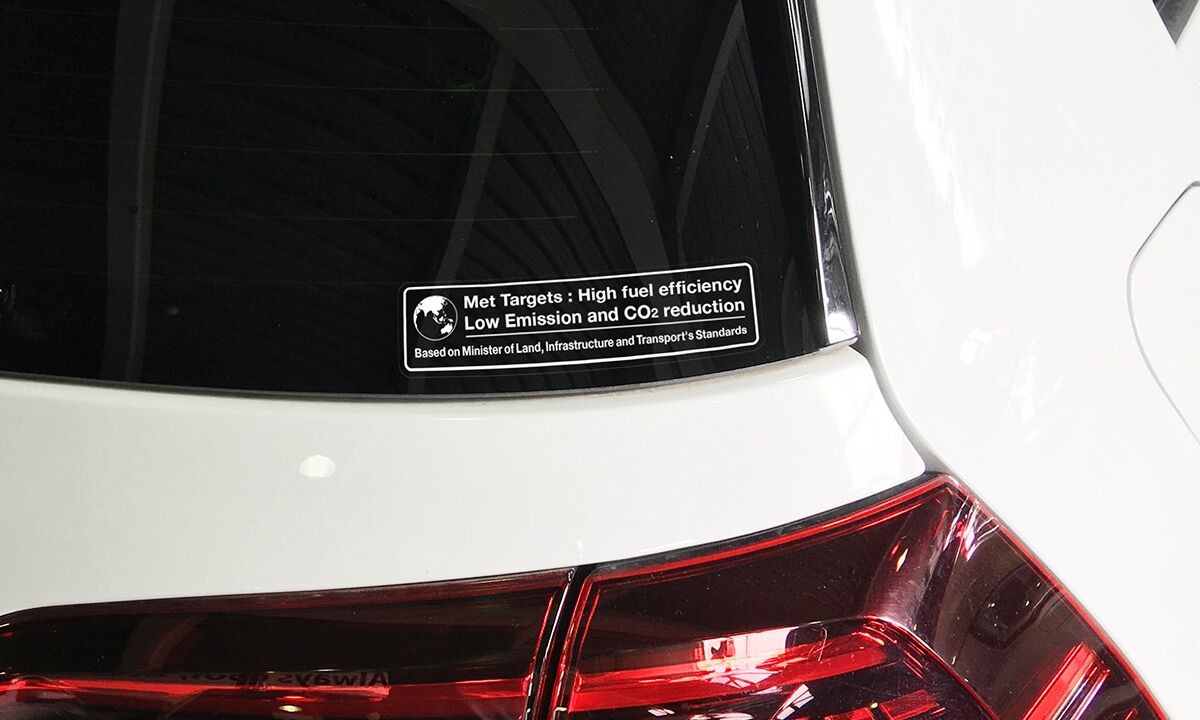 Met Targets : High fuel efficiency
Low Emission and CO₂ reduction
Based on Minister of Land, Infrastructure and Transport's Standards